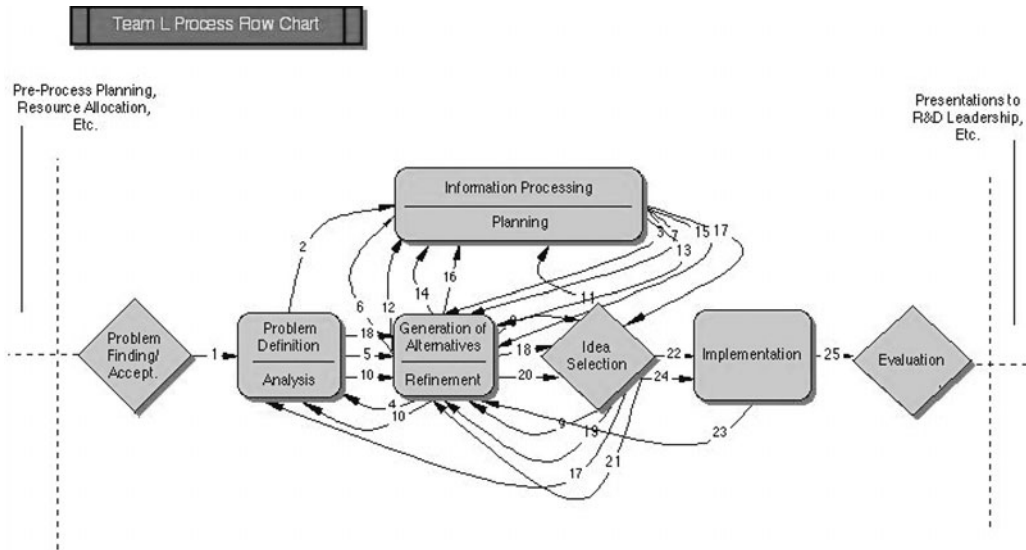 Team L Process Row Chart
Pre-Process Planning,
Resource Allocation,
Etc.
Presentations to
R&D Leadership,
Etc.
Information Processing
Planning
2
3
7
15
17
13
6
12
14
16
11
Problem
Finding/
Accept.
1
Problem
Definition
Analysis
18
5
10
Generation of
Alternatives
Refinement
18
20
Idea
Selection
22
24
Implementation
25
Evaluation
4
10
9
19
17
21
23